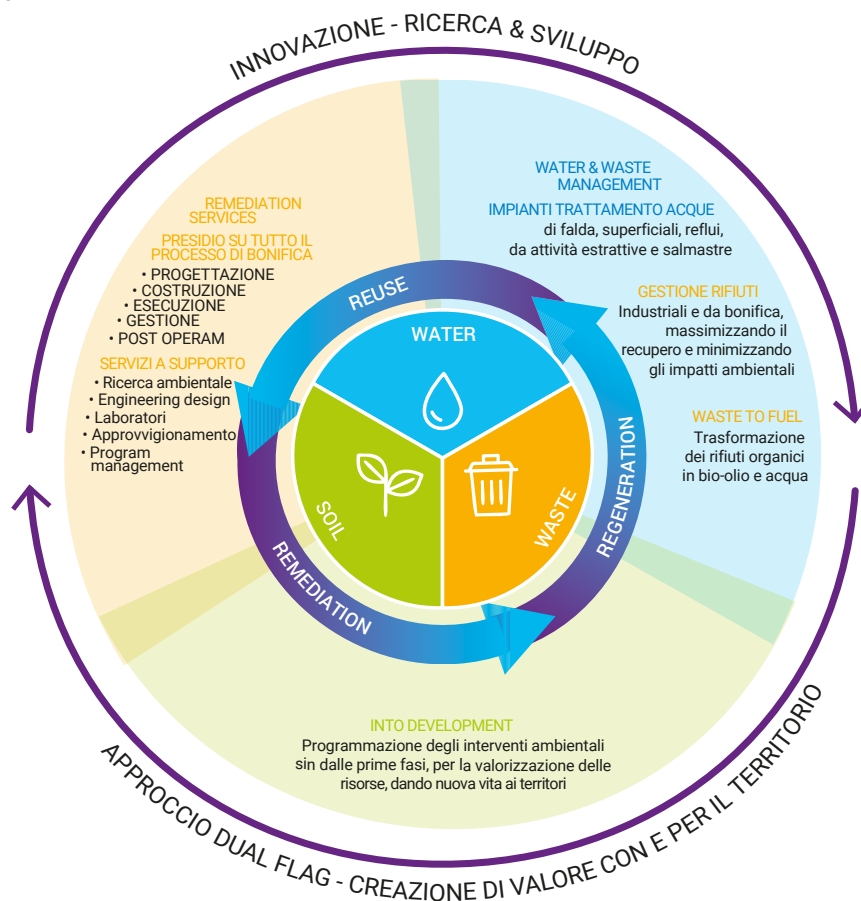 INNOVAZIONE - RICERCA & SVILUPPO
REMEDIATION
SERVICES
PRESIDIO SU TUTTO IL
PROCESSO DI BONIFICA
• PROGETTAZIONE
• COSTRUZIONE
• ESECUZIONE
• GESTIONE
• POST OPERAM
SERVIZI A SUPPORTO
• Ricerca ambientale
• Engineering design
• Laboratori
• Approvvigionamento
• Program
management
WATER & WASTE
MANAGEMENT
IMPIANTI TRATTAMENTO ACQUE
di falda, superficiali, reflui,
da attività estrattive e salmastre
GESTIONE RIFIUTI
Industriali e da bonifica,
massimizzando il
recupero e minimizzando
gli impatti ambientali
WASTE TO FUEL
Trasformazione
dei rifiuti organici
in bio-olio e acqua
REUSE
WATER
SOIL
WASTE
REGENERATION
REMEDIATION
INTO DEVELOPMENT
Programmazione degli interventi ambientali
sin dalle prime fasi, per la valorizzazione delle
risorse, dando nuova vita ai territori
APPROCCIO DUAL FLAG - CREAZIONE DI VALORE CON E PER IL TERRITORIO